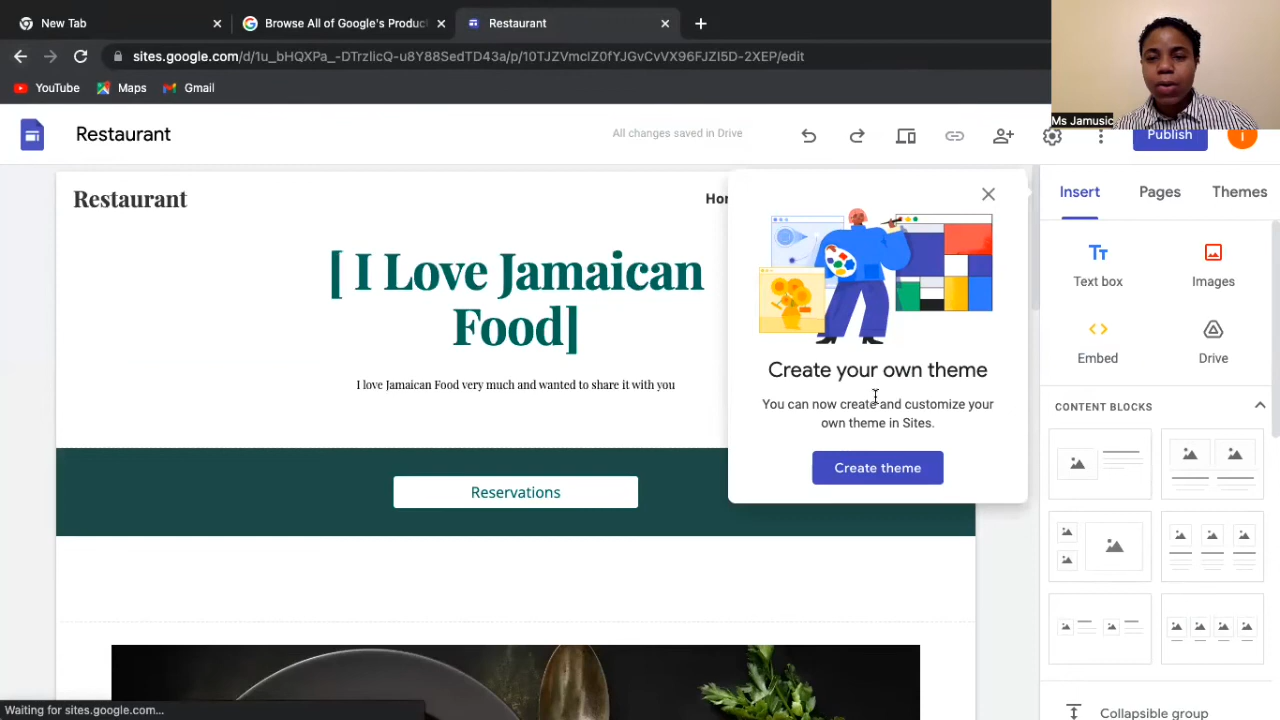 New Tab
Browse All of Google's Produc
Restaurant
sites.google.com/d/1u_bHQXPa_-DTrzlicQ-u8Y88SedTD43a/p/10TJZVmclZ0fYJGvCvVX96FJZI5D-2XEP/edit
YouTube
Maps
Gmail
Ms Jamusic
Restaurant
All changes saved in Drive
Publish
Insert
Pages
Themes
Restaurant
Hor
[ I Love Jamaican
Food]
I love Jamaican Food very much and wanted to share it with you
Reservations
Create your own theme
You can now create and customize your
own theme in Sites.
Create theme
Text box
Images
Embed
Drive
CONTENT BLOCKS
Collapsible group
Waiting for sites.google.com...